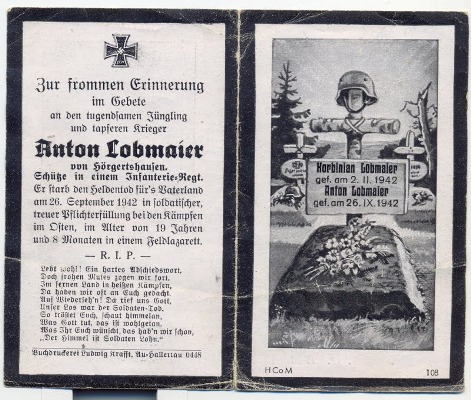 Zur frommen Erinnerung
im Gebete
an den tugendsamen Jüngling
und tapferen Krieger
Anton Lobmaier
von Hörgertshausen.
Schütze in einem Infanterie-Regt.
Er starb den Heldentod für's Vaterland
am 26. September 1942 in soldatischer,
treuer Pflichterfüllung bei den Kämpfen
im Osten, im Alter von 19 Jahren
und 8 Monaten in einem Feldlazarett.
— R. I. P. —
Lebt wohl! Ein hartes Abschiedswort.
Doch frohen Mutes zogen wir fort.
Im fernen Land in heißen Kämpfen,
Da haben wir oft an Euch gedacht.
Auf Wiederseh'n! Da rief uns Gott,
Unser Los war der Soldaten-Tod.
So tröstet Euch, schaut himmelan,
Was Gott tut, das ist wohlgetan,
Was Ihr Euch wünscht, das hab'n wir schon,
„Der Himmel ist Soldaten Lohn.“
Buchdruckerei Ludwig Krafft, Au-Hallertau 0448
Korbinian Lobmaier
gef. am 2. II. 1942
Anton Lobmaier
gef. am 26. IX. 1942
H Co M
108